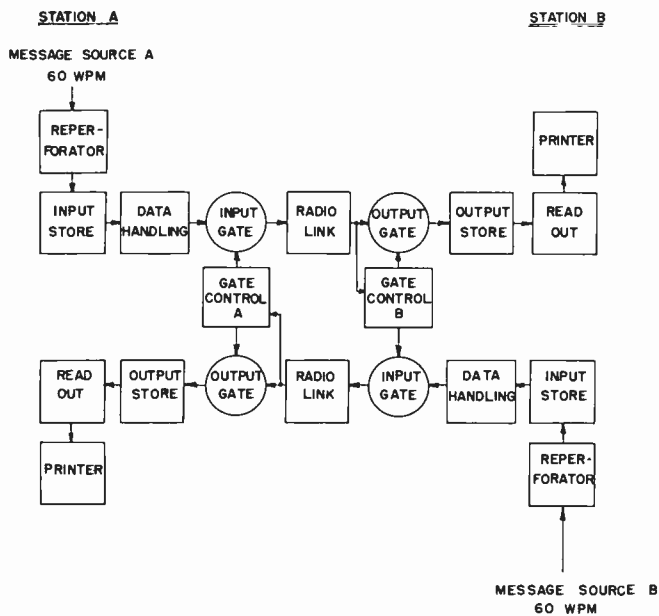 STATION A
STATION B
MESSAGE SOURCE A
60 WPM
REPER-
FORATOR
PRINTER
INPUT
STORE
DATA
HANDLING
INPUT
GATE
RADIO
LINK
OUTPUT
GATE
OUTPUT
STORE
READ
OUT
GATE
CONTROL
A
GATE
CONTROL
B
READ
OUT
OUTPUT
STORE
OUTPUT
GATE
RADIO
LINK
INPUT
GATE
DATA
HANDLING
INPUT
STORE
PRINTER
REPER-
FORATOR
MESSAGE SOURCE B
60 WPM